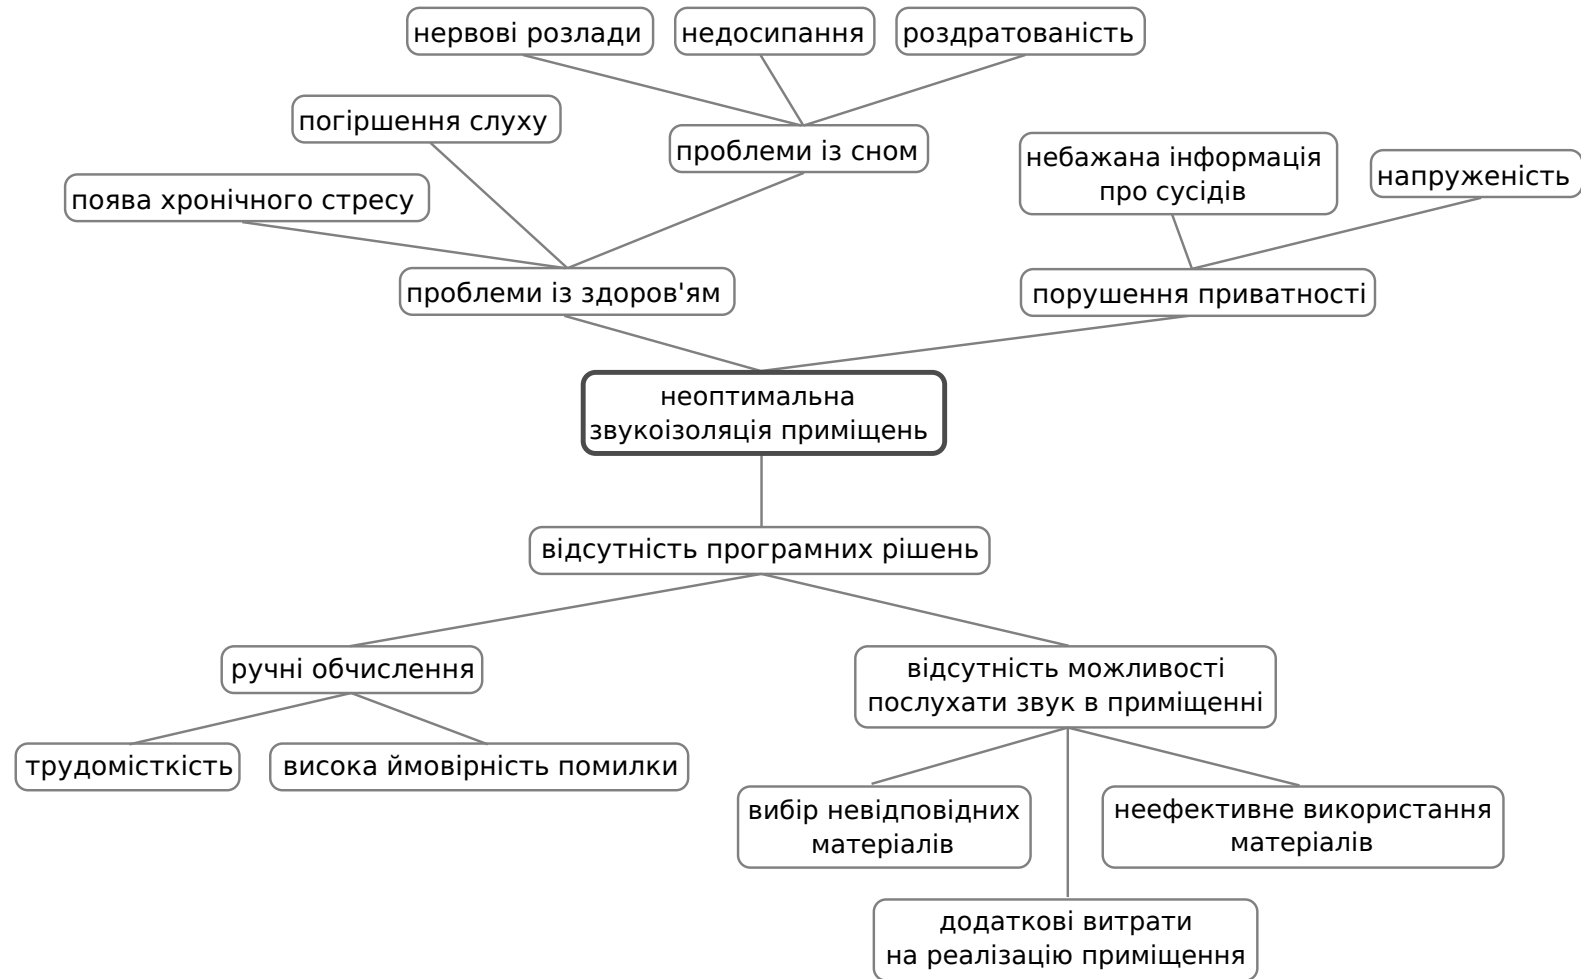 нервові розлади
недосипання
роздратованість
погіршення слуху
проблеми із сном
небажана інформація
про сусідів
напруженість
поява хронічного стресу
проблеми із здоров'ям
порушення приватності
неоптимальна
звукоізоляція приміщень
відсутність програмних рішень
ручні обчислення
відсутність можливості
послухати звук в приміщенні
трудомісткість
висока ймовірність помилки
вибір невідповідних
матеріалів
неефективне використання
матеріалів
додаткові витрати
на реалізацію приміщення